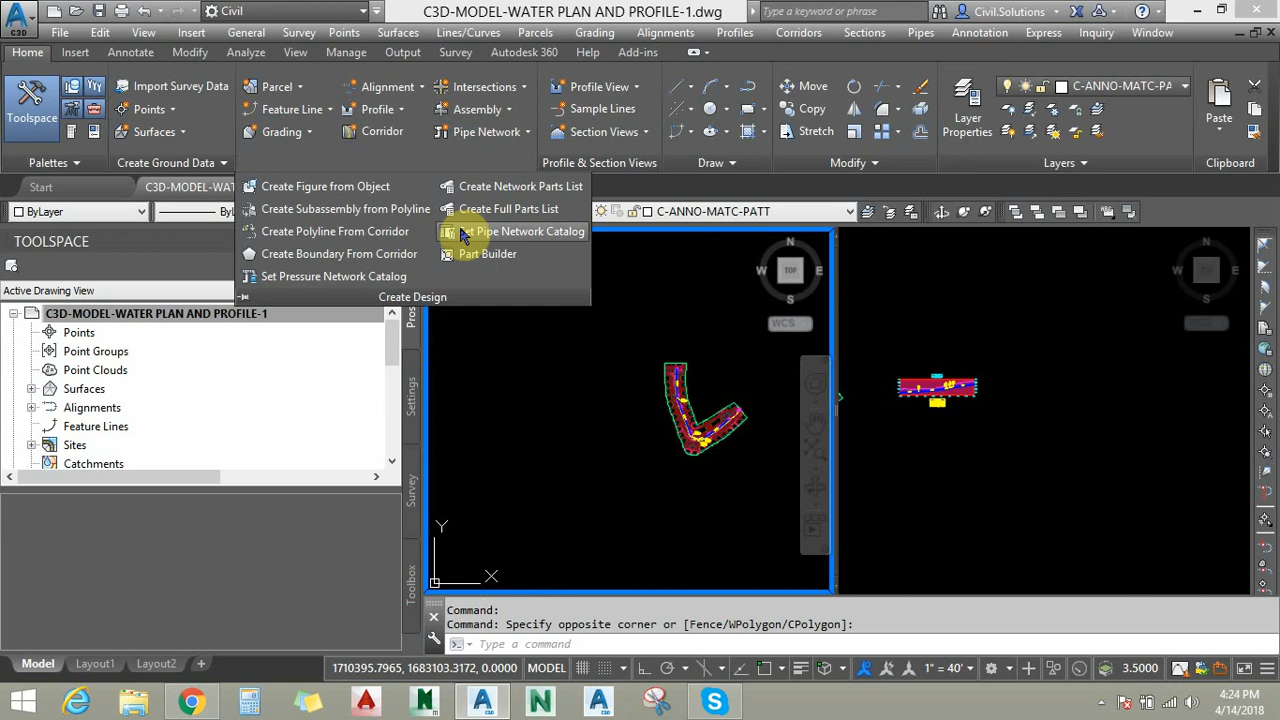 Civil
C3D-MODEL-WATER PLAN AND PROFILE-1.dwg
Type a keyword or phrase
Civil.Solutions
C3D
File Edit View Insert General Survey Points Surfaces Lines/Curves Parcels Grading Alignments Profiles Corridors Sections Pipes Annotation Express Inquiry Window
Home Insert Annotate Modify Analyze View Manage Output Survey Autodesk 360 Help Add-ins
Toolspace
Import Survey Data
Points
Surfaces
Parcel
Feature Line
Grading
Alignment
Profile
Corridor
Intersections
Assembly
Pipe Network
Profile View
Sample Lines
Section Views
Move
Copy
Stretch
Layer
Properties
C-ANNO-MATC-PA
Paste
Palettes
Create Ground Data
Profile & Section Views
Draw
Modify
Layers
Clipboard
Start
C3D-MODEL-WAT
ByLayer
C-ANNO-MATC-PATT
Create Figure from Object
Create Subassembly from Polyline
Create Polyline From Corridor
Create Boundary From Corridor
Set Pressure Network Catalog
Create Network Parts List
Create Full Parts List
Pipe Network Catalog
Part Builder
Create Design
TOOLSPACE
Active Drawing View
C3D-MODEL-WATER PLAN AND PROFILE-1
Points
Point Groups
Point Clouds
Surfaces
Alignments
Feature Lines
Sites
Catchments
Settings
Survey
Toolbox
N
W TOP E
S
WCS
N
W TOP E
S
Y
X
Command:
Command: Specify opposite corner or [Fence/WPolygon/CPolygon]:
Type a command
Model Layout1 Layout2 +
1710395.7965, 1683103.3172, 0.0000 MODEL
1" = 40'
3.5000
4:24 PM
4/14/2018